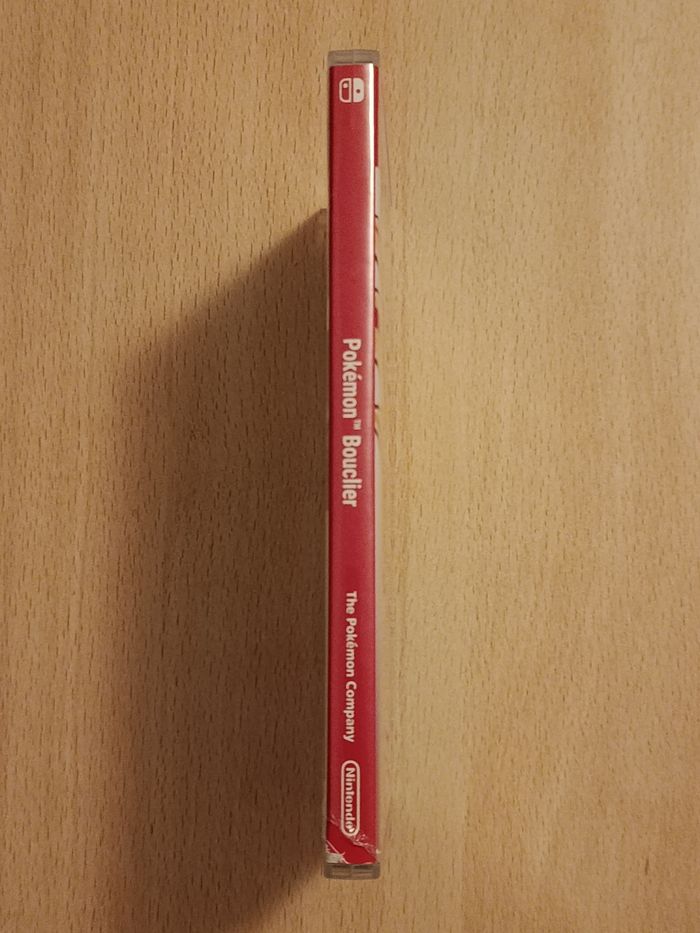 Pokémon™ Bouclier
The Pokémon Company
Nintendo